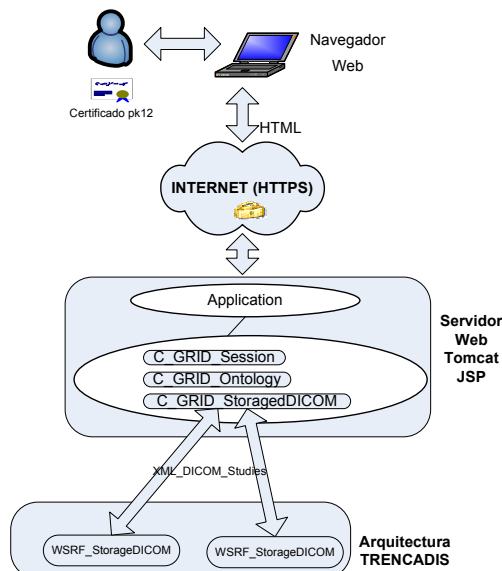 Navegador
Web
Certificado pk12
HTML
INTERNET (HTTPS)
Application
Servidor
Web
Tomcat
JSP
C_GRID_Session
C_GRID_Ontology
C_GRID_StoragedDICOM
XML_DICOM_Studies
WSRF_StorageDICOM
WSRF_StorageDICOM
Arquitectura
TRENCADIS